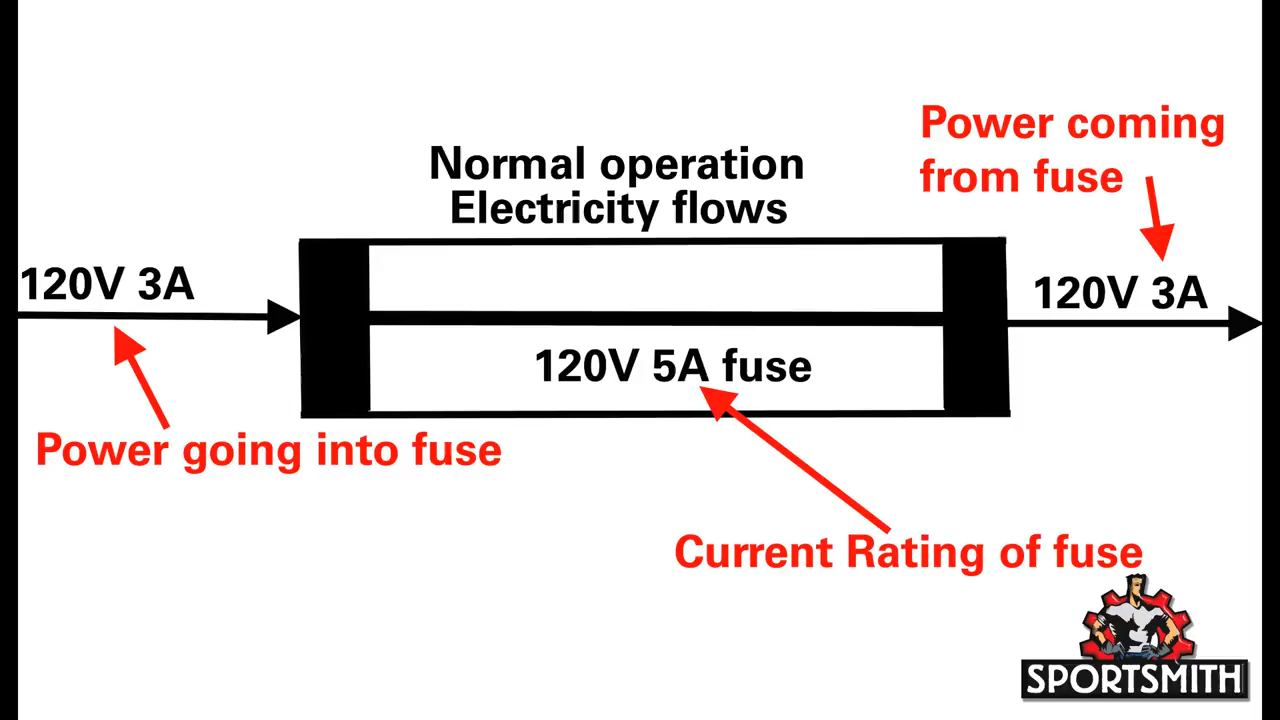 Power coming
from fuse
Normal operation
Electricity flows
120V 3A
120V 3A
120V 5A fuse
Power going into fuse
Current Rating of fuse
SPORTSMITH